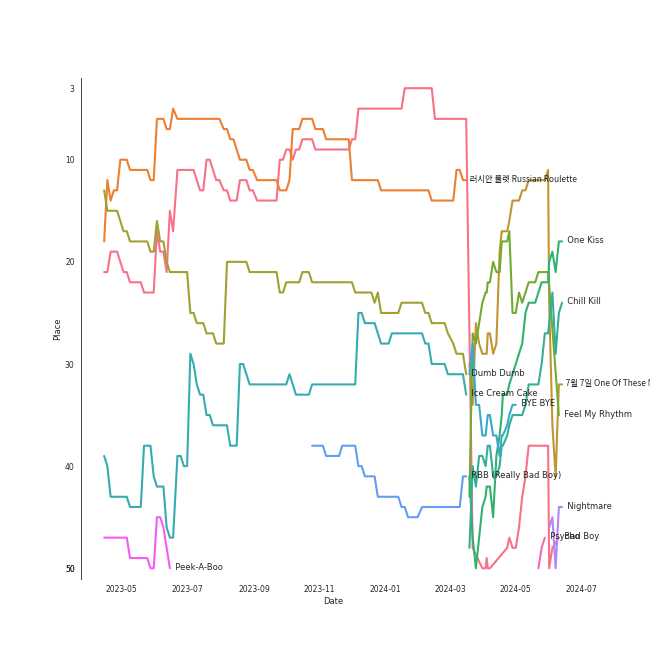 3
10
20
30
40
50
Place
러시안 룰렛 Russian Roulette
One Kiss
Chill Kill
Dumb Dumb
7월 7일 One Of These N
Ice Cream Cake
BYE BYE
Feel My Rhythm
RBB (Really Bad Boy)
Nightmare
Psycho
Bad Boy
Peek-A-Boo
2023-05
2023-07
2023-09
2023-11
2024-01
2024-03
2024-05
2024-07
Date